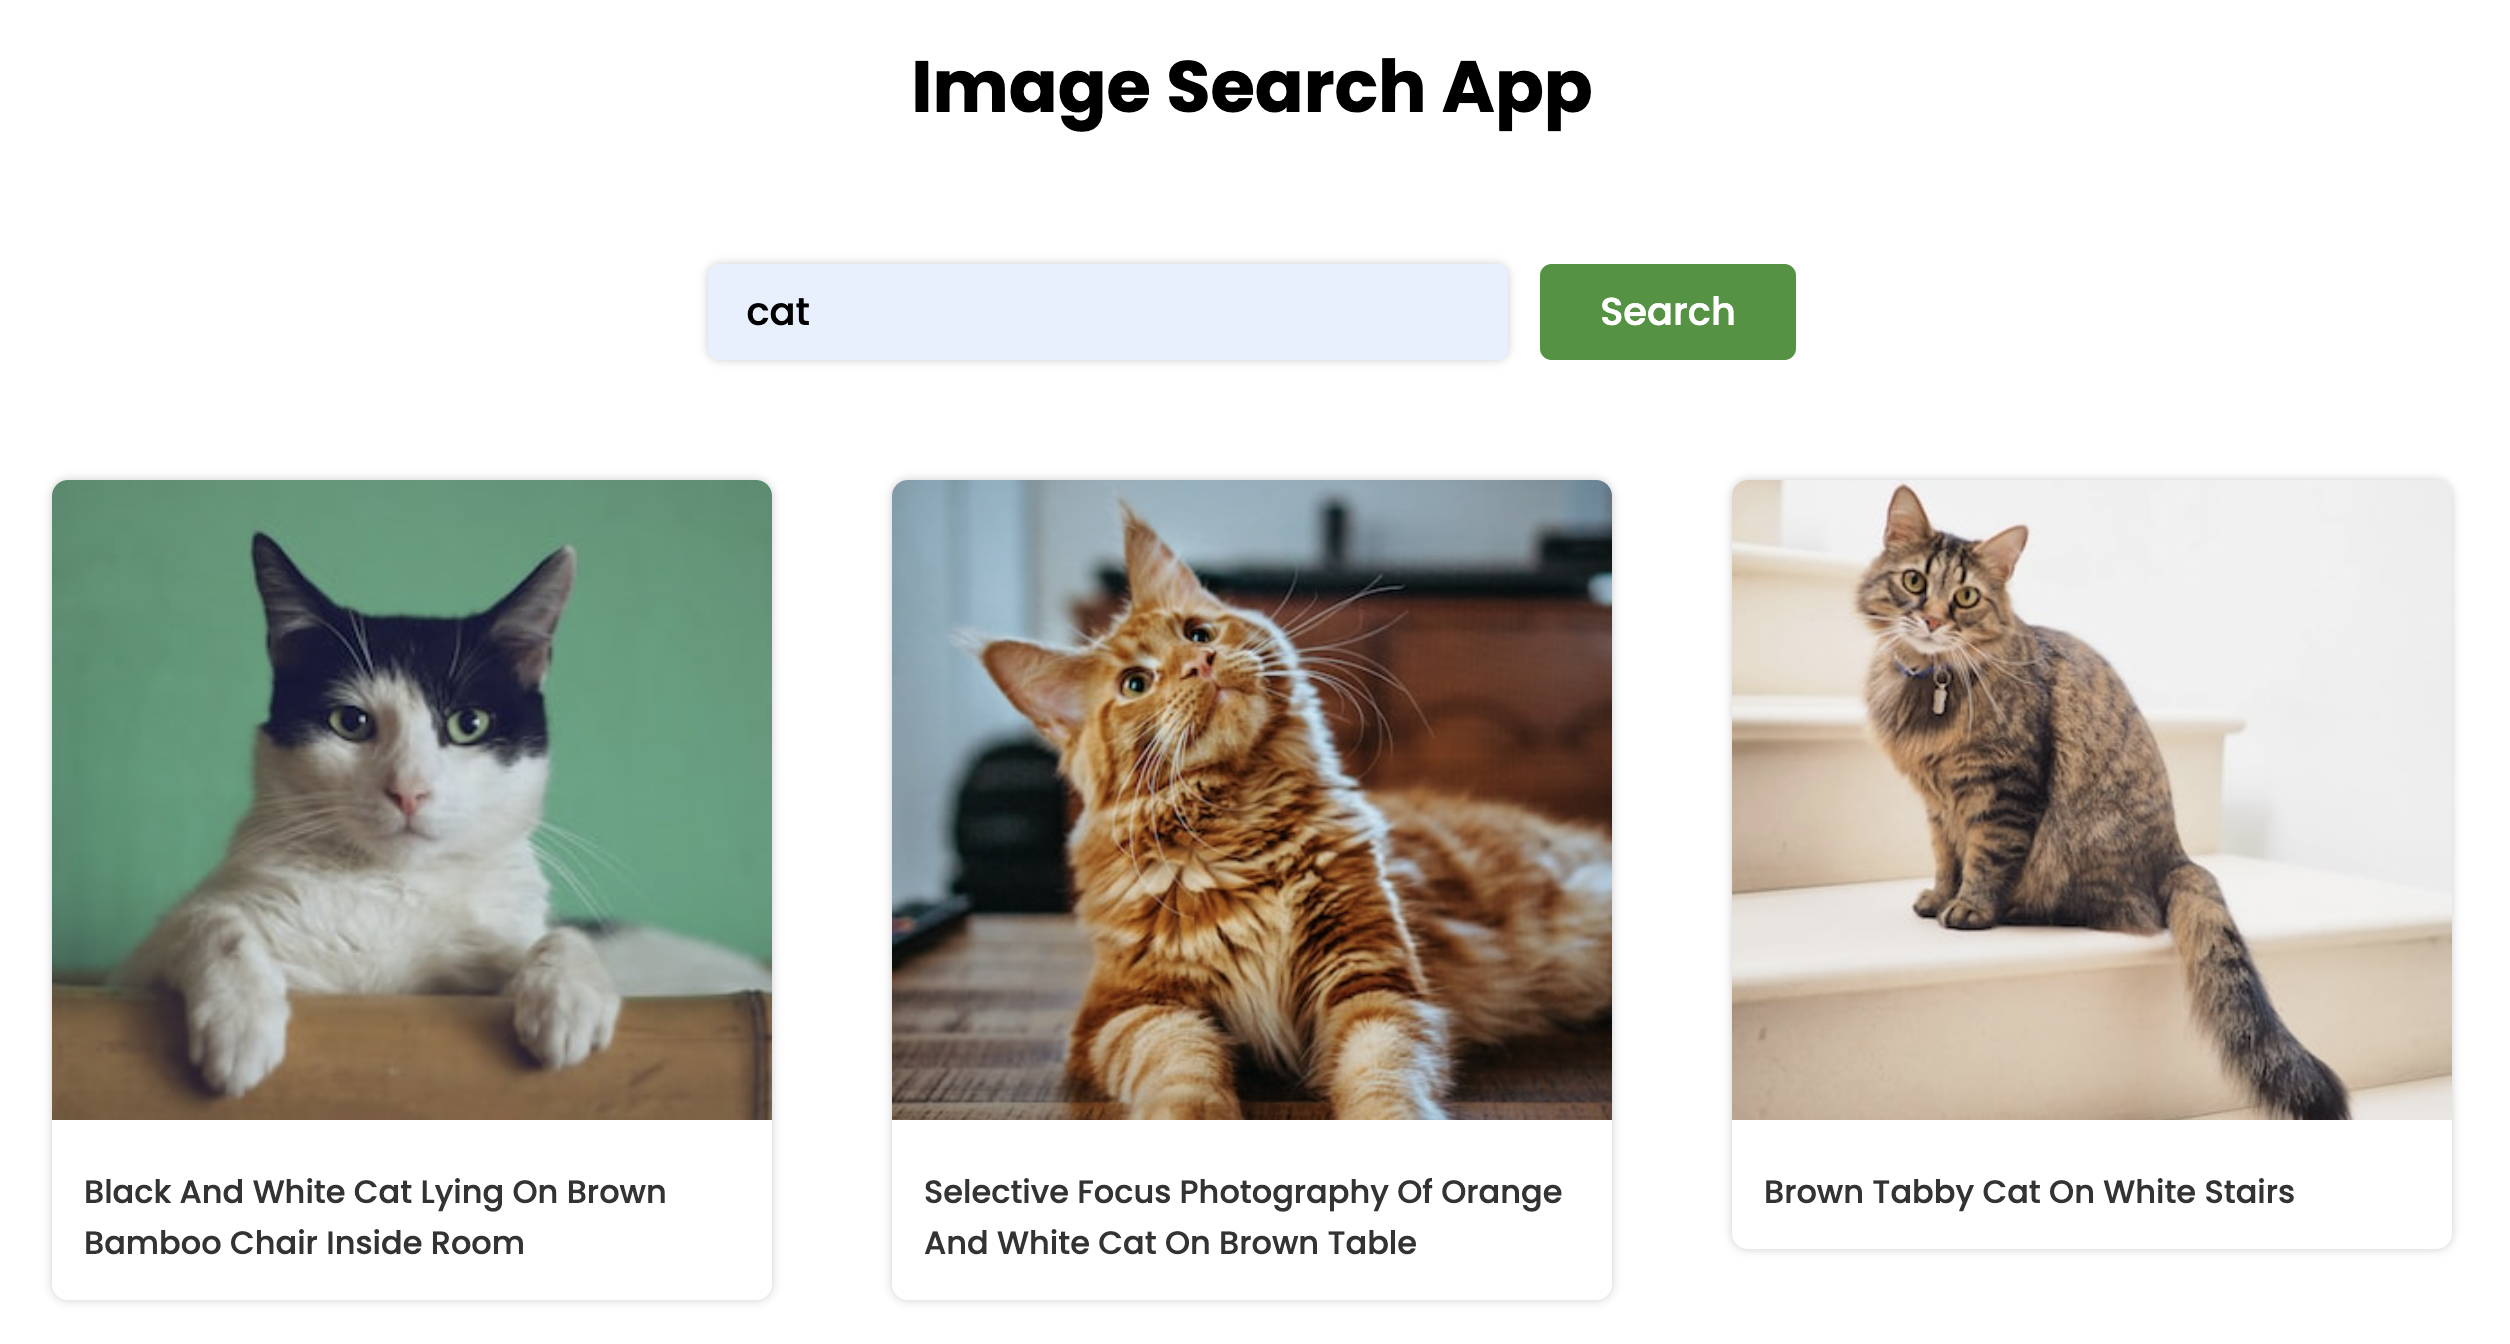 Image Search App
cat
Search
Black And White Cat Lying On Brown
Bamboo Chair Inside Room
Selective Focus Photography Of Orange
And White Cat On Brown Table
Brown Tabby Cat On White Stairs